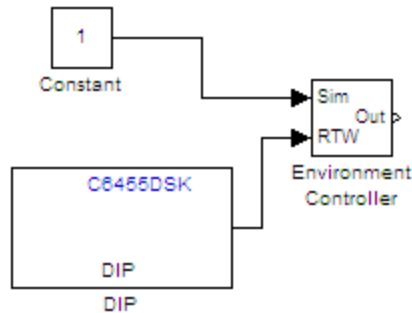 1
Constant
Sim
Out
RTW
Environment
Controller
C6455DSK
DIP
DIP